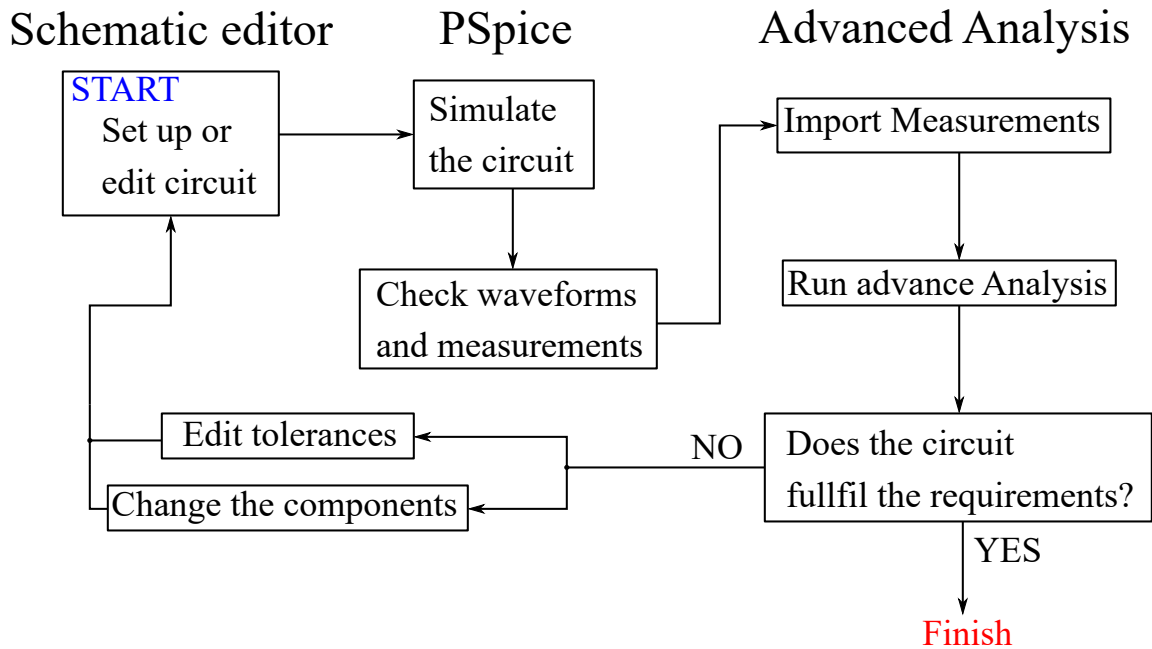 Schematic editor
PSpice
Advanced Analysis
START
Set up or
edit circuit
Simulate
the circuit
Import Measurements
Check waveforms
and measurements
Run advance Analysis
Edit tolerances
Change the components
NO
Does the circuit
fullfil the requirements?
YES
Finish